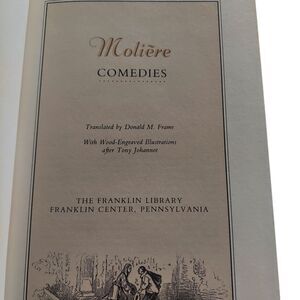 Molière
COMEDIES
Translated by Donald M. Frame
With Wood-Engraved Illustrations
after Tony Johannot
THE FRANKLIN LIBRARY
FRANKLIN CENTER, PENNSYLVANIA